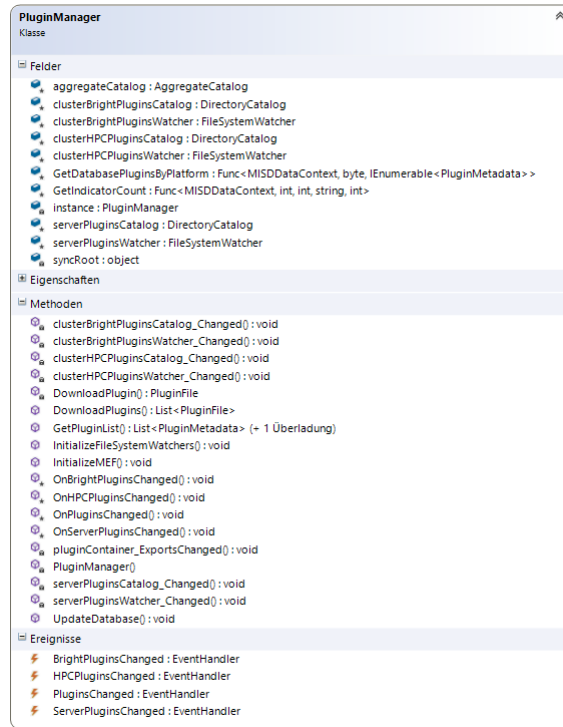 PluginManager
Klasse
Felder
aggregateCatalog : AggregateCatalog
clusterBrightPluginsCatalog : DirectoryCatalog
clusterBrightPluginsWatcher : FileSystemWatcher
clusterHPCPluginsCatalog : DirectoryCatalog
clusterHPCPluginsWatcher : FileSystemWatcher
GetDatabasePluginsByPlatform : Func<MISDDataContext, byte, IEnumerable<PluginMetadata>>
GetIndicatorCount : Func<MISDDataContext, int, int, string, int>
instance : PluginManager
serverPluginsCatalog : DirectoryCatalog
serverPluginsWatcher : FileSystemWatcher
syncRoot : object
Eigenschaften
Methoden
clusterBrightPluginsCatalog_Changed() : void
clusterBrightPluginsWatcher_Changed() : void
clusterHPCPluginsCatalog_Changed() : void
clusterHPCPluginsWatcher_Changed() : void
DownloadPlugin() : PluginFile
DownloadPlugins() : List<PluginFile>
GetPluginList() : List<PluginMetadata> (+ 1 Überladung)
InitializeFileSystemWatchers() : void
InitializeMEF() : void
OnBrightPluginsChanged() : void
OnHPCPluginsChanged() : void
OnPluginsChanged() : void
OnServerPluginsChanged() : void
pluginContainer_ExportsChanged() : void
PluginManager()
serverPluginsCatalog_Changed() : void
serverPluginsWatcher_Changed() : void
UpdateDatabase() : void
Ereignisse
BrightPluginsChanged : EventHandler
HPCPluginsChanged : EventHandler
PluginsChanged : EventHandler
ServerPluginsChanged : EventHandler